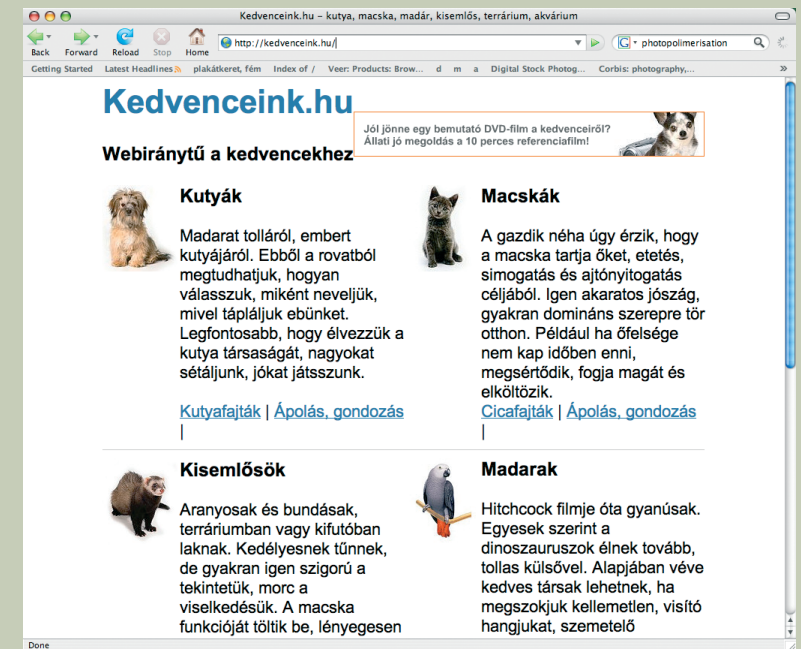 Kedvenceink.hu – kutya, macska, madár, kisemlős, terrárium, akvárium
Back Forward Reload Stop Home http://kedvenceink.hu/ G photopolimerisation
Getting Started Latest Headlines plakátkeret, fém Index of / Veer: Products: Brow... d m a Digital Stock Photog... Corbis: photography,... »
Kedvenceink.hu
Jól jönne egy bemutató DVD-film a kedvenceiről?
Állati jó megoldás a 10 perces referenciafilm!
Webiránytű a kedvencekhez
Kutyák
Madarat tolláról, embert
kutyájáról. Ebből a rovatból
megtudhatjuk, hogyan
válasszuk, miként neveljük,
mivel tápláljuk ebünket.
Legfontosabb, hogy élvezzük a
kutya társaságát, nagyokat
sétáljunk, jókat játsszunk.
Kutyafajták | Ápolás, gondozás
|
Macskák
A gazdik néha úgy érzik, hogy
a macska tartja őket, etetés,
simogatás és ajtónyitogatás
céljából. Igen akaratos jószág,
gyakran domináns szerepre tör
otthon. Például ha őfelsége
nem kap időben enni,
megsértődik, fogja magát és
elköltözik.
Cicafajták | Ápolás, gondozás
|
Kisemlősök
Aranyosak és bundásak,
terráriumban vagy kifutóban
laknak. Kedélyesnek tűnnek,
de gyakran igen szigorú a
tekintetük, morc a
viselkedésük. A macska
funkcióját töltik be, lényegesen
Madarak
Hitchcock filmje óta gyanúsak.
Egyesek szerint a
dinoszauruszok élnek tovább,
tollas külsővel. Alapjában véve
kedves társak lehetnek, ha
megszokjuk kellemetlen, visító
hangjukat, szemetelő
Done